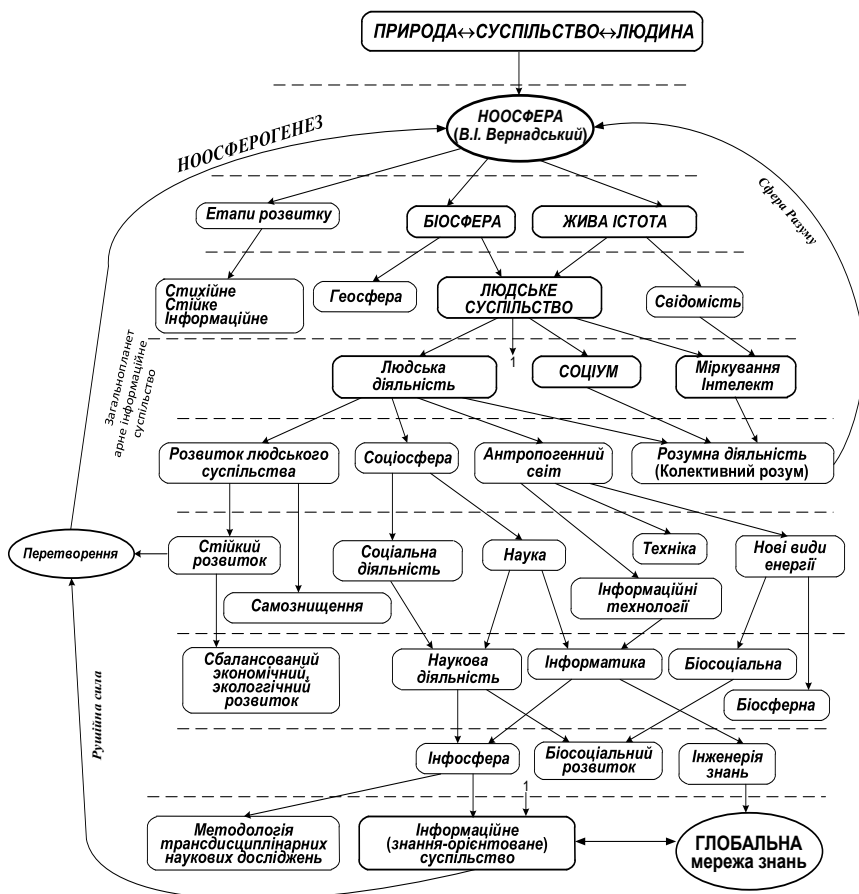 ПРИРОДА↔СУСПІЛЬСТВО↔ЛЮДИНА
НООСФЕРА
(В.І. Вернадський)
НООСФЕРОГЕНЕЗ
Сфера Разуму
Етапи розвитку
БІОСФЕРА
ЖИВА ІСТОТА
Стихійне
Стійке
Інформаційне
Геосфера
ЛЮДСЬКЕ
СУСПІЛЬСТВО
Свідомість
1
Загальнопланет
арне інформаційне
суспільство
Людська
діяльність
СОЦІУМ
Міркування
Інтелект
Розвиток людського
суспільства
Соціосфера
Антропогенний
світ
Розумна діяльність
(Колективний розум)
Перетворення
Стійкий
розвиток
Соціальна
діяльність
Наука
Техніка
Нові види
енергії
Самознищення
Інформаційні
технології
Сбалансований
экономічний,
экологгічний
розвиток
Наукова
діяльність
Інформатика
Біосоціальна
Біосферна
Рушійна сила
Інфосфера
Біосоціальний
розвиток
Інженерія
знань
1
Методологія
трансдисциплінарних
наукових досліджень
Інформаційне
(знання-орієнтоване)
суспільство
ГЛОБАЛЬНА
мережа знань